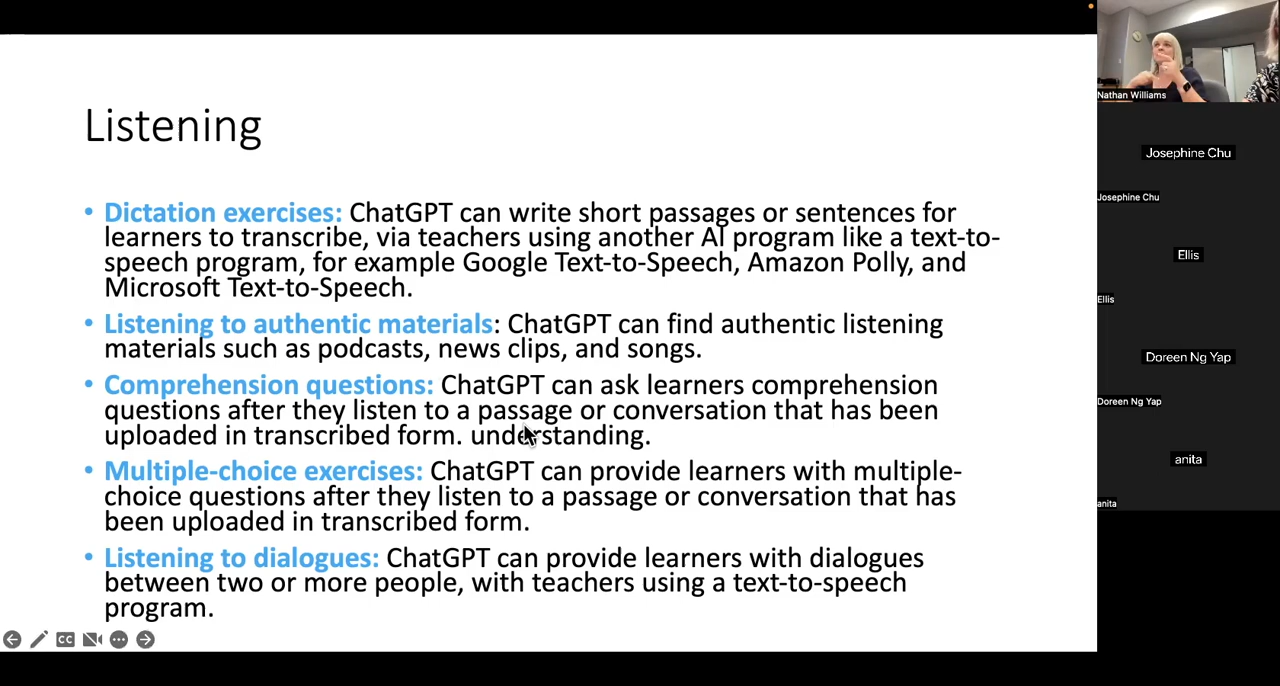 Listening
• Dictation exercises: ChatGPT can write short passages or sentences for
learners to transcribe, via teachers using another AI program like a text-to-
speech program, for example Google Text-to-Speech, Amazon Polly, and
Microsoft Text-to-Speech.
• Listening to authentic materials: ChatGPT can find authentic listening
materials such as podcasts, news clips, and songs.
• Comprehension questions: ChatGPT can ask learners comprehension
questions after they listen to a passage or conversation that has been
uploaded in transcribed form. understanding.
• Multiple-choice exercises: ChatGPT can provide learners with multiple-
choice questions after they listen to a passage or conversation that has
been uploaded in transcribed form.
• Listening to dialogues: ChatGPT can provide learners with dialogues
between two or more people, with teachers using a text-to-speech
program.
CC
Nathan Williams
Josephine Chu
Josephine Chu
Ellis
Ellis
Doreen Ng Yap
Doreen Ng Yap
anita
anita